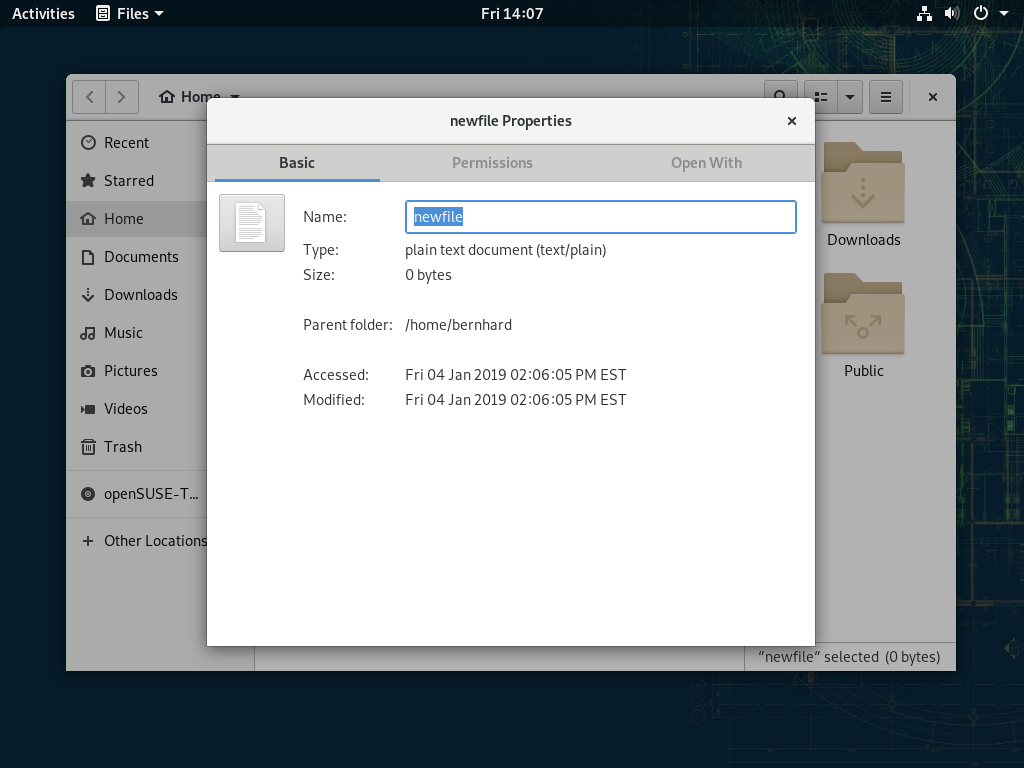 Activities
Files
Fri 14:07
Home
newfile Properties
Basic
Permissions
Open With
Recent
Starred
Home
Documents
Downloads
Music
Pictures
Videos
Trash
openSUSE-T...
Other Locations
Name:
newfile
Type:
plain text document (text/plain)
Size:
0 bytes
Parent folder:
/home/bernhard
Accessed:
Fri 04 Jan 2019 02:06:05 PM EST
Modified:
Fri 04 Jan 2019 02:06:05 PM EST
Downloads
Public
“newfile” selected (0 bytes)